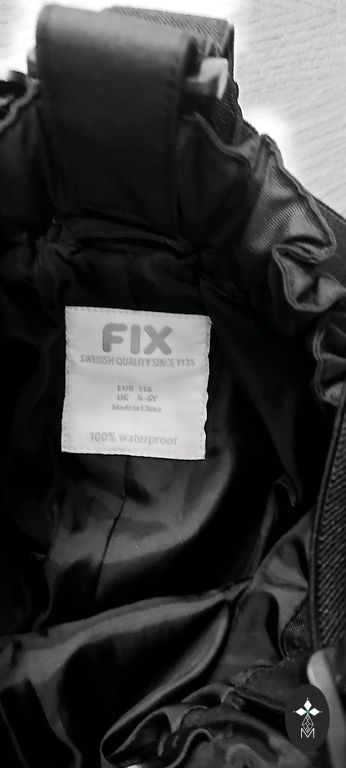 FIX
SWEDISH QUALITY SINCE 1925
EUR 116
UK 5-6Y
Made in China
100% waterproof
M